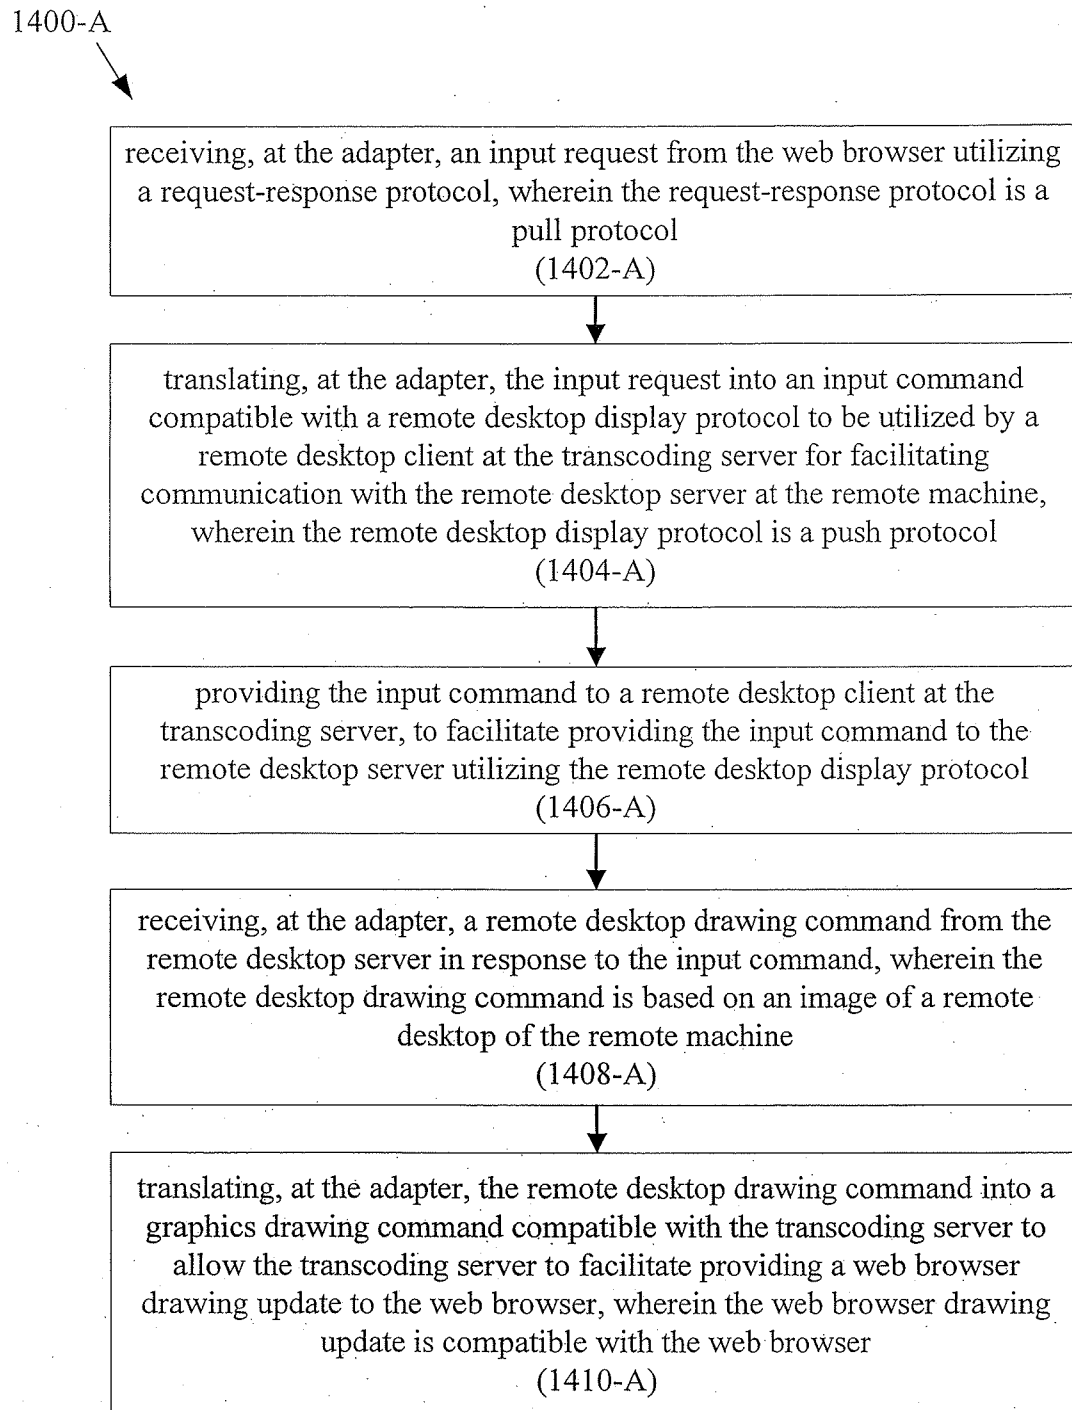 1400-A
receiving, at the adapter, an input request from the web browser utilizing
a request-response protocol, wherein the request-response protocol is a
pull protocol
(1402-A)
translating, at the adapter, the input request into an input command
compatible with a remote desktop display protocol to be utilized by a
remote desktop client at the transcoding server for facilitating
communication with the remote desktop server at the remote machine,
wherein the remote desktop display protocol is a push protocol
(1404-A)
providing the input command to a remote desktop client at the
transcoding server, to facilitate providing the input command to the
remote desktop server utilizing the remote desktop display protocol
(1406-A)
receiving, at the adapter, a remote desktop drawing command from the
remote desktop server in response to the input command, wherein the
remote desktop drawing command is based on an image of a remote
desktop of the remote machine
(1408-A)
translating, at the adapter, the remote desktop drawing command into a
graphics drawing command compatible with the transcoding server to
allow the transcoding server to facilitate providing a web browser
drawing update to the web browser, wherein the web browser drawing
update is compatible with the web browser
(1410-A)